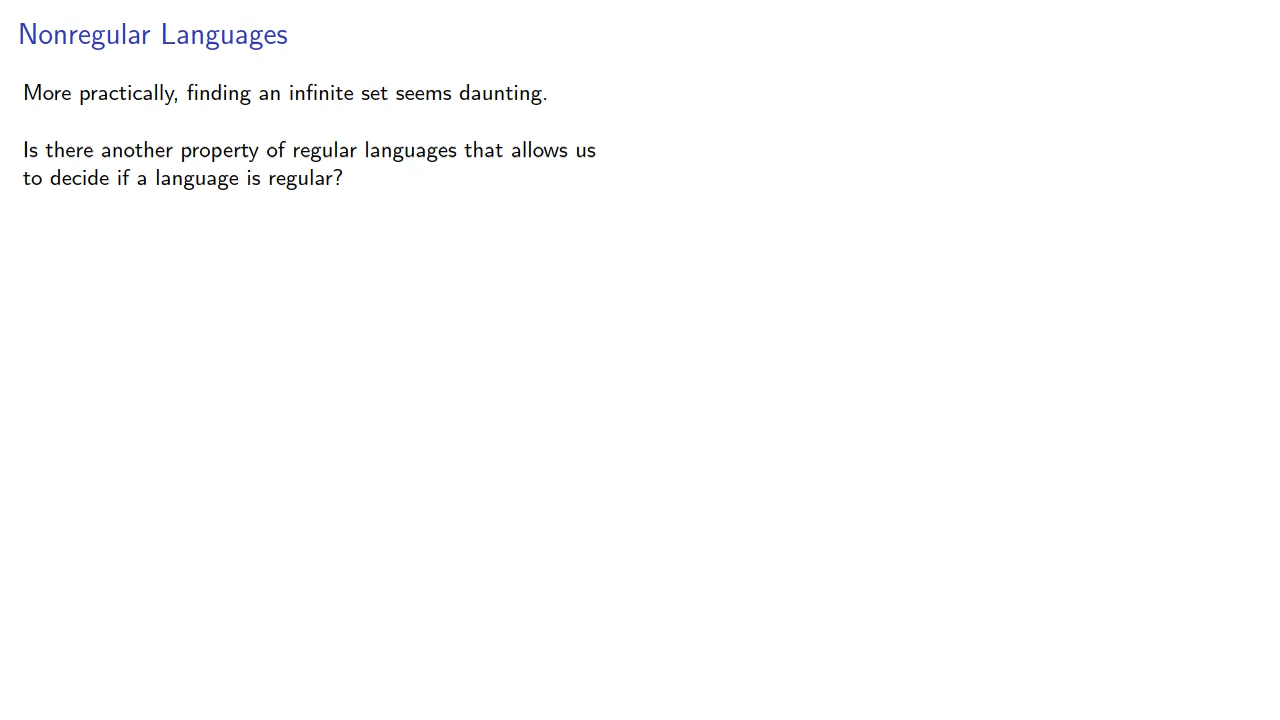 Nonregular Languages
More practically, finding an infinite set seems daunting.
Is there another property of regular languages that allows us
to decide if a language is regular?